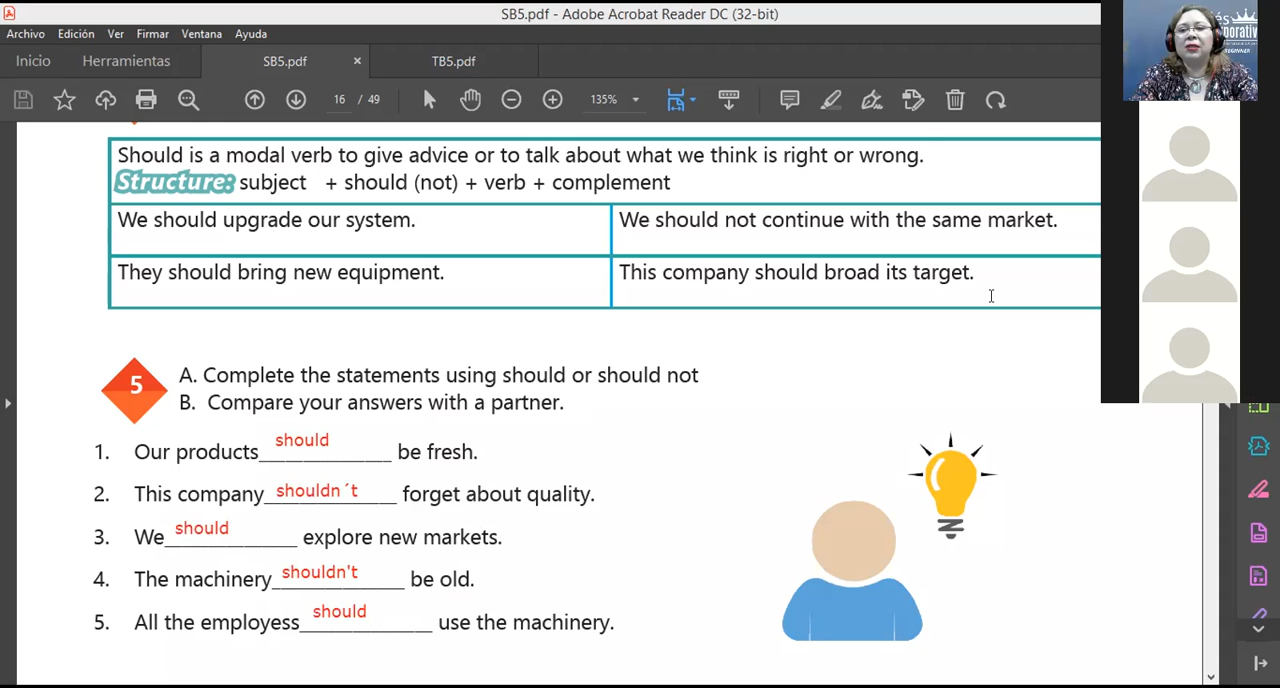 SB5.pdf - Adobe Acrobat Reader DC (32-bit)
Archivo Edición Ver Firmar Ventana Ayuda
Inicio Herramientas SB5.pdf × TB5.pdf
16 / 49 135%
Should is a modal verb to give advice or to talk about what we think is right or wrong.
Structure: subject + should (not) + verb + complement
We should upgrade our system. We should not continue with the same market.
They should bring new equipment. This company should broad its target.
5 A. Complete the statements using should or should not
B. Compare your answers with a partner.
1. Our products should be fresh.
2. This company shouldn´t forget about quality.
3. We should explore new markets.
4. The machinery shouldn't be old.
5. All the employess should use the machinery.